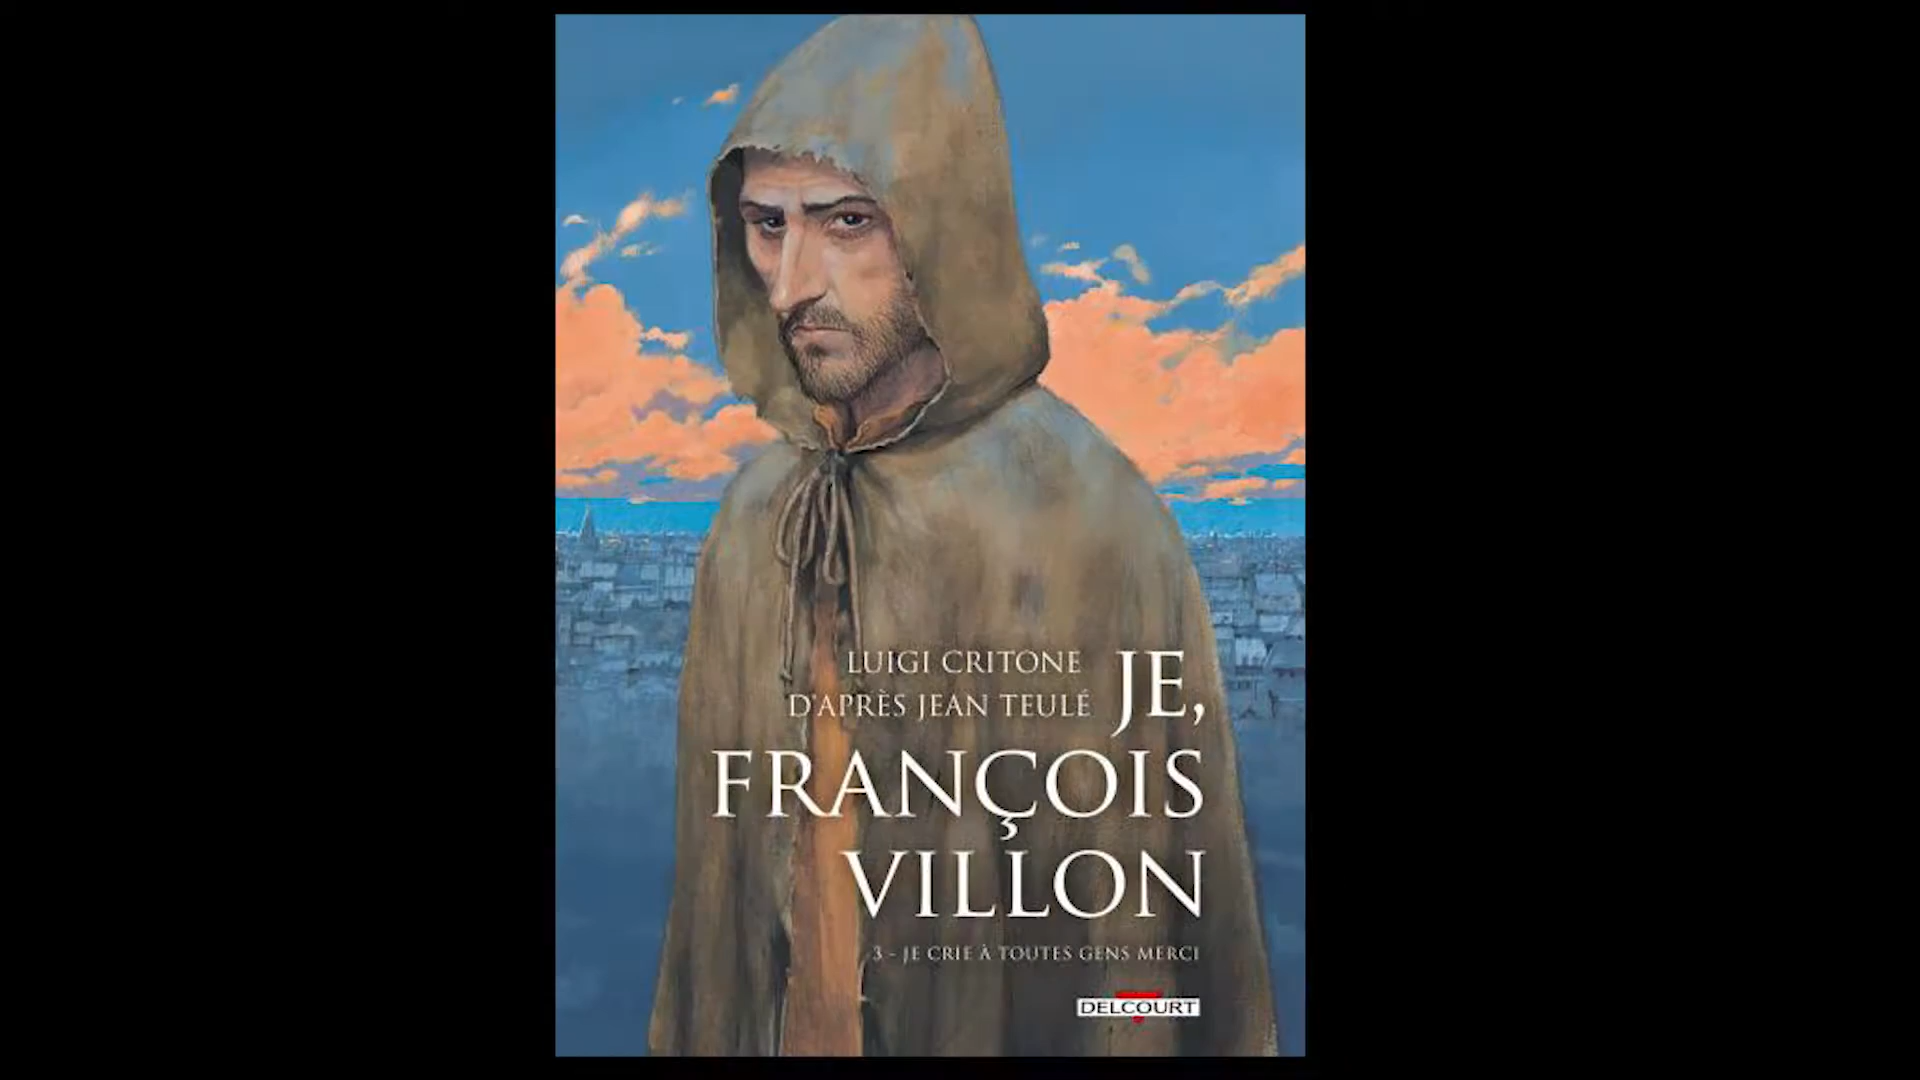 LUIGI CRITONE
D'APRÈS JEAN TEULÉ
JE,
FRANÇOIS
VILLON
3 - JE CRIE À TOUTES GENS MERCI
DELCOURT